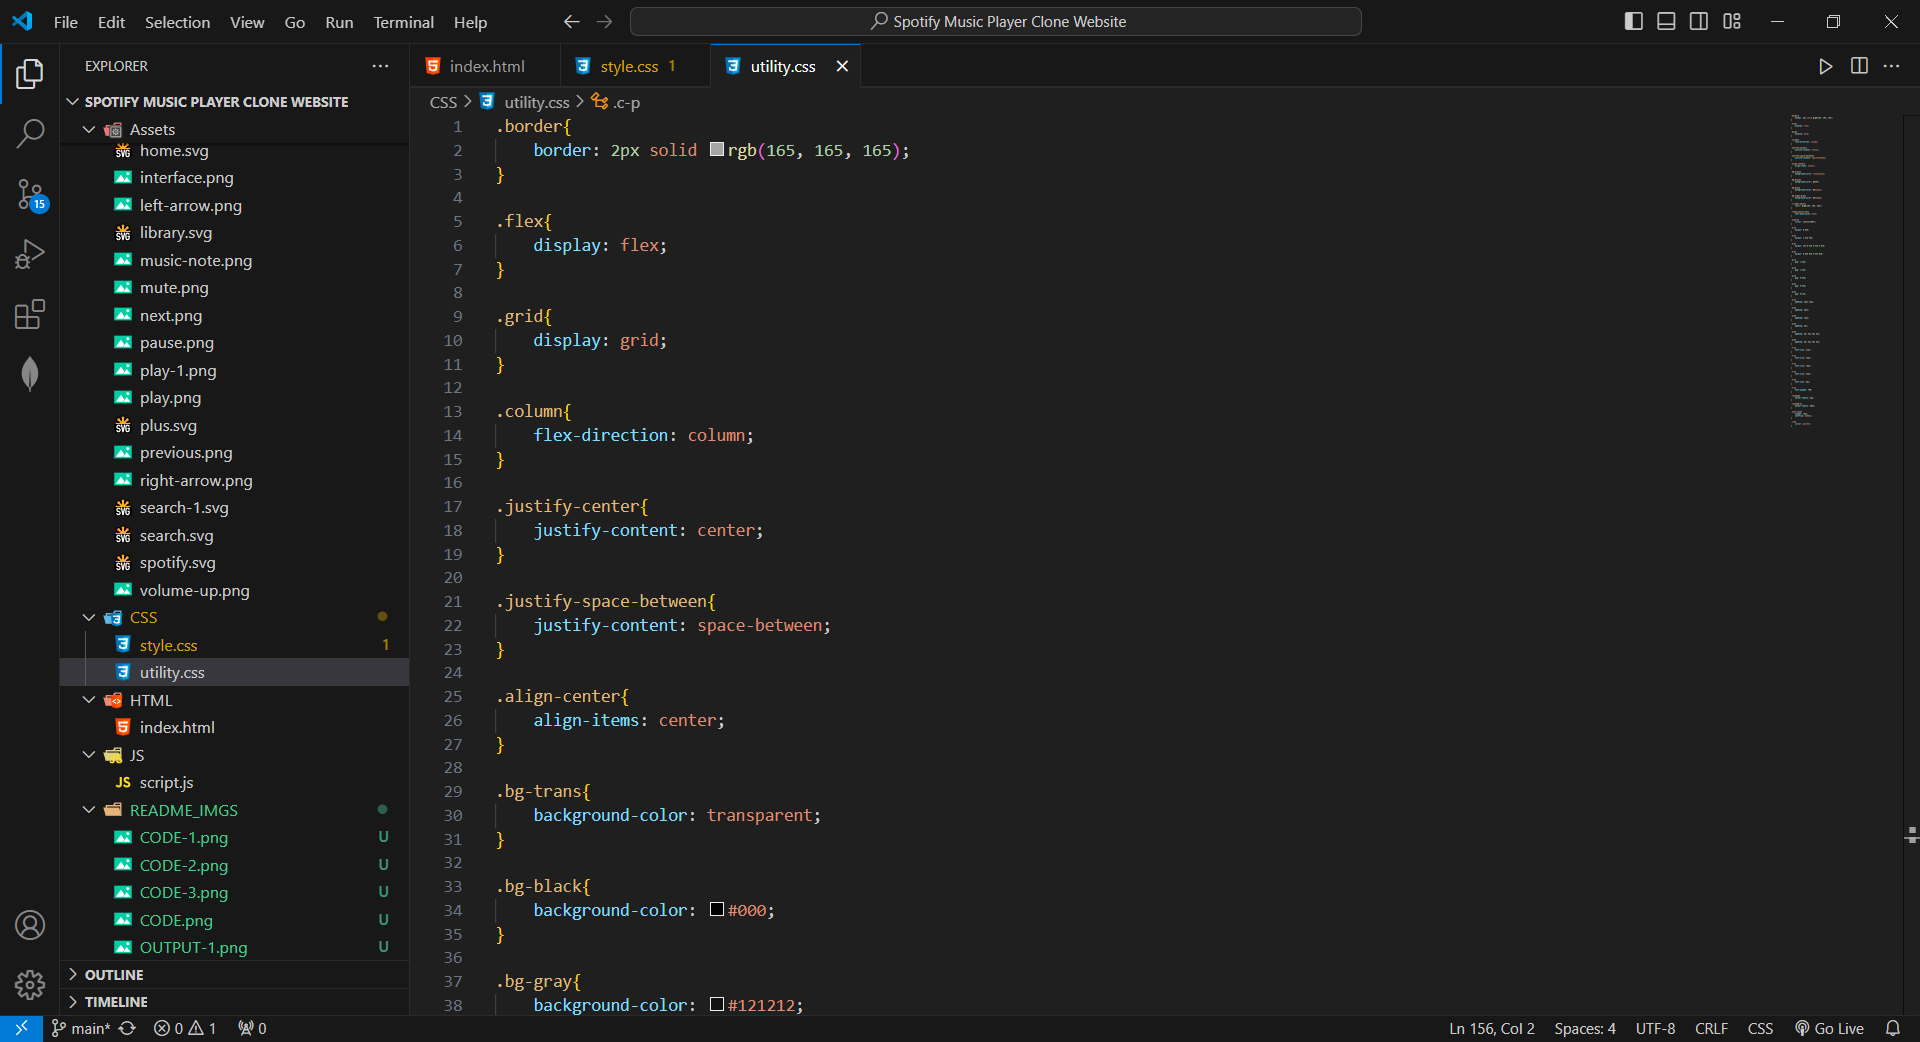 File Edit Selection View Go Run Terminal Help
Spotify Music Player Clone Website
EXPLORER
SPOTIFY MUSIC PLAYER CLONE WEBSITE
Assets
home.svg
interface.png
left-arrow.png
library.svg
music-note.png
mute.png
next.png
pause.png
play-1.png
play.png
plus.svg
previous.png
right-arrow.png
search-1.svg
search.svg
spotify.svg
volume-up.png
CSS
style.css 1
utility.css
HTML
index.html
JS
JS script.js
README_IMGS
CODE-1.png U
CODE-2.png U
CODE-3.png U
CODE.png U
OUTPUT-1.png U
OUTLINE
TIMELINE
15
index.html
style.css 1
utility.css
CSS > utility.css > .c-p
1 .border{
2 border: 2px solid rgb(165, 165, 165);
3 }
4
5 .flex{
6 display: flex;
7 }
8
9 .grid{
10 display: grid;
11 }
12
13 .column{
14 flex-direction: column;
15 }
16
17 .justify-center{
18 justify-content: center;
19 }
20
21 .justify-space-between{
22 justify-content: space-between;
23 }
24
25 .align-center{
26 align-items: center;
27 }
28
29 .bg-trans{
30 background-color: transparent;
31 }
32
33 .bg-black{
34 background-color: #000;
35 }
36
37 .bg-gray{
38 background-color: #121212;
main* 0 1 0
Ln 156, Col 2 Spaces: 4 UTF-8 CRLF CSS Go Live